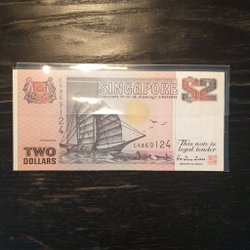 SINGAPORE
$2
CAB69124
CAB69124
This note is
legal tender
TWO
DOLLARS